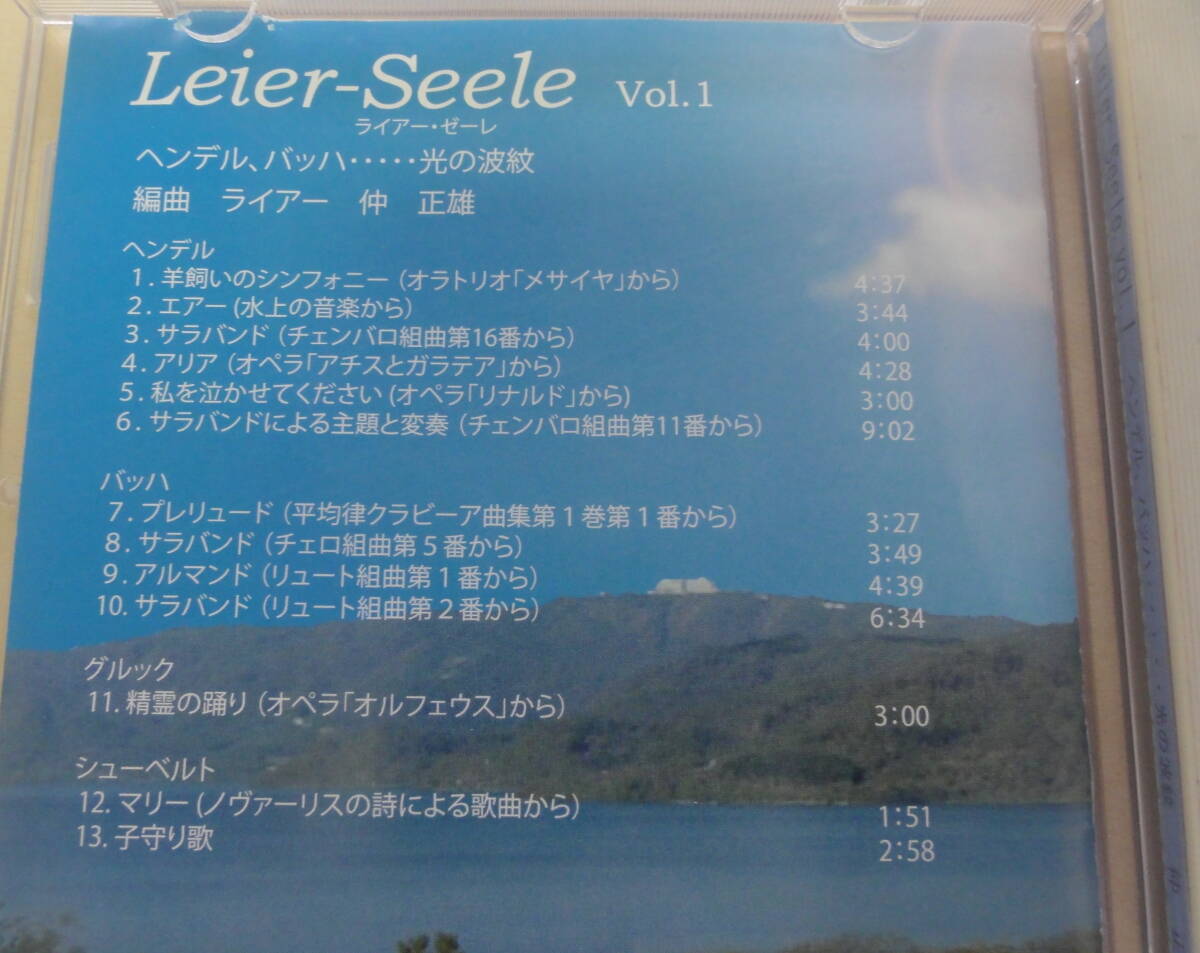 Leier-Seele Vol.1
ライアー・ゼーレ
ヘンデル、バッハ・・・・・光の波紋
編曲 ライアー 仲 正雄
ヘンデル
1. 羊飼いのシンフォニー (オラトリオ「メサイヤ」から) 4:37
2. エアー (水上の音楽から) 3:44
3. サラバンド (チェンバロ組曲第16番から) 4:00
4. アリア (オペラ「アチスとガラテア」から) 4:28
5. 私を泣かせてください (オペラ「リナルド」から) 3:00
6. サラバンドによる主題と変奏 (チェンバロ組曲第11番から) 9:02
バッハ
7. プレリュード (平均律クラビーア曲集第1巻第1番から) 3:27
8. サラバンド (チェロ組曲第5番から) 3:49
9. アルマンド (リュート組曲第1番から) 4:39
10. サラバンド (リュート組曲第2番から) 6:34
グルック
11. 精霊の踊り (オペラ「オルフェウス」から) 3:00
シューベルト
12. マリー (ノヴァーリスの詩による歌曲から) 1:51
13. 子守り歌 2:58